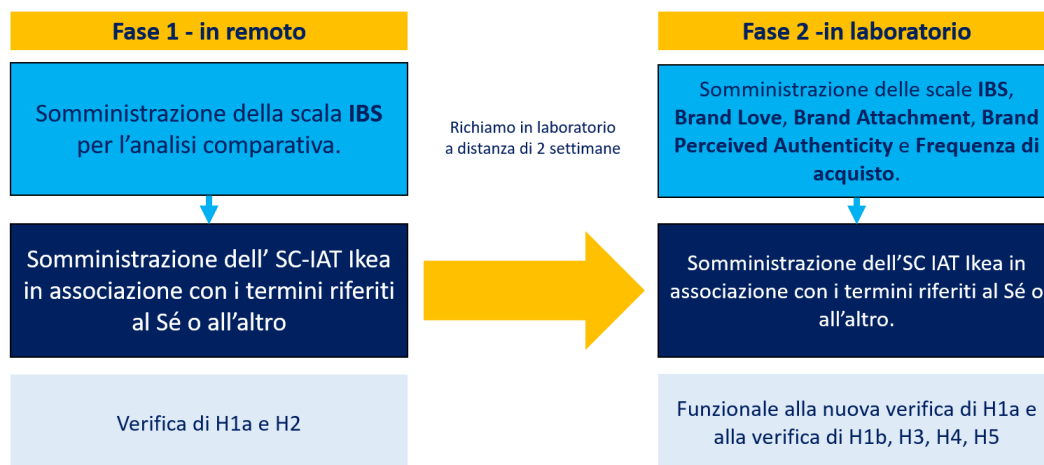 Fase 1 - in remoto
Somministrazione della scala IBS
per l'analisi comparativa.
Somministrazione dell' SC-IAT Ikea
in associazione con i termini riferiti
al Sé o all'altro
Verifica di H1a e H2
Richiamo in laboratorio
a distanza di 2 settimane
Fase 2 -in laboratorio
Somministrazione delle scale IBS,
Brand Love, Brand Attachment, Brand
Perceived Authenticity e Frequenza di
acquisto.
Somministrazione dell'SC IAT Ikea in
associazione con i termini riferiti al Sé o
all'altro.
Funzionale alla nuova verifica di H1a e
alla verifica di H1b, H3, H4, H5